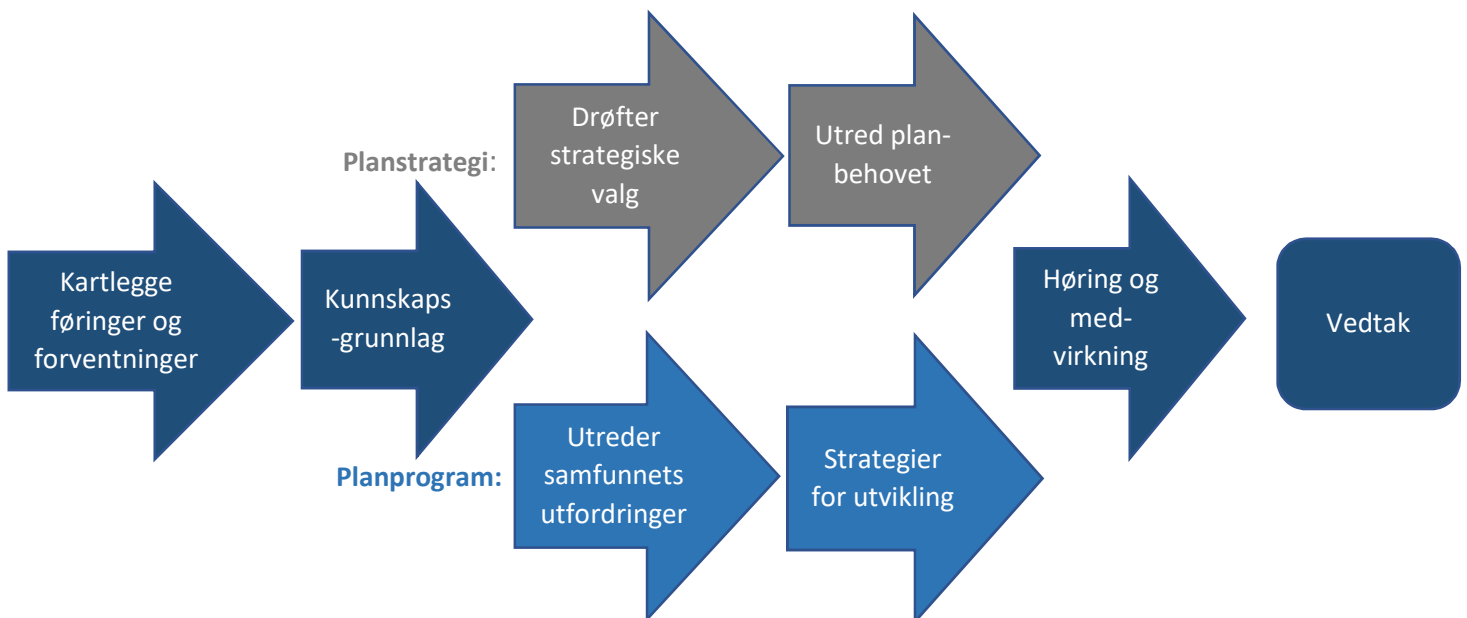 Kartlegge
føringer og
forventninger
Kunnskaps
-grunnlag
Planstrategi:
Drøfter
strategiske
valg
Utred plan-
behovet
Planprogram:
Utreder
samfunnets
utfordringer
Strategier
for utvikling
Høring og
med-
virkning
Vedtak